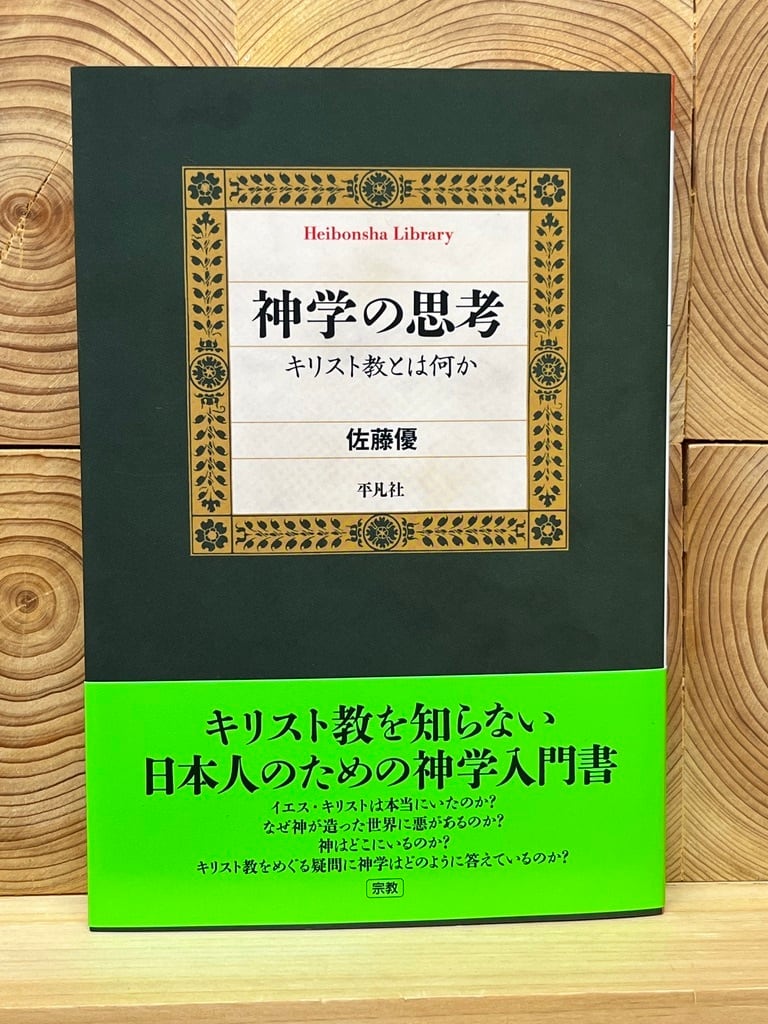 Heibonsha Library
神学の思考
キリスト教とは何か
佐藤優
平凡社
キリスト教を知らない
日本人のための神学入門書
イエス・キリストは本当にいたのか?
なぜ神が造った世界に悪があるのか?
神はどこにいるのか?
キリスト教をめぐる疑問に神学はどのように答えているのか?
宗教